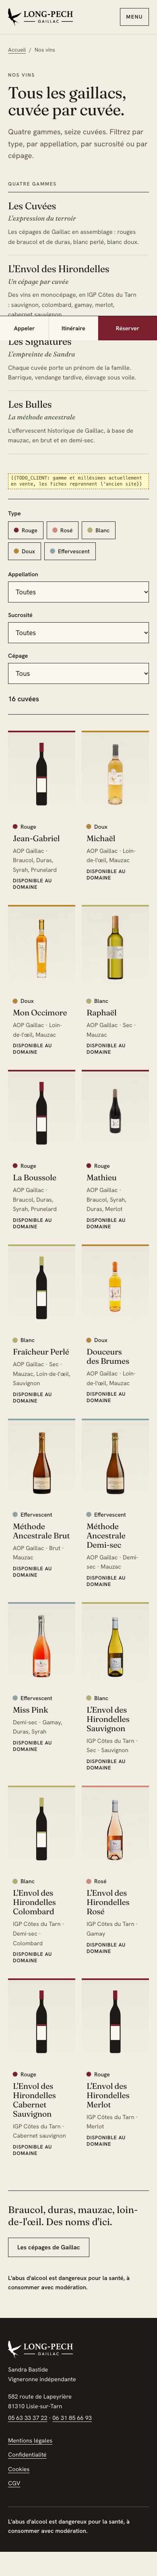 LONG-PECH
GAILLAC
MENU
Accueil / Nos vins
NOS VINS
Tous les gaillacs,
cuvée par cuvée.
Quatre gammes, seize cuvées. Filtrez par
type, par appellation, par sucrosité ou par
cépage.
QUATRE GAMMES
Les Cuvées
L'expression du terroir
Les cépages de Gaillac en assemblage : rouges
de braucol et de duras, blanc perlé, blanc doux.
L'Envol des Hirondelles
Un cépage par cuvée
Des vins en monocépage, en IGP Côtes du Tarn
: sauvignon, colombard, gamay, merlot,
cabernet sauvignon.
Appeler
Itinéraire
Réserver
Les Signatures
L'empreinte de Sandra
Chaque cuvée porte un prénom de la famille.
Barrique, vendange tardive, élevage sous voile.
Les Bulles
La méthode ancestrale
L'effervescent historique de Gaillac, à base de
mauzac, en brut et en demi-sec.
{{TODO_CLIENT: gamme et millésimes actuellement
en vente, les fiches reprennent l'ancien site}}
Type
Rouge
Rosé
Blanc
Doux
Effervescent
Appellation
Toutes
Sucrosité
Toutes
Cépage
Tous
16 cuvées
Rouge
Jean-Gabriel
AOP Gaillac ·
Braucol, Duras,
Syrah, Prunelard
DISPONIBLE AU
DOMAINE
Doux
Michaël
AOP Gaillac · Loin-
de-l'œil, Mauzac
DISPONIBLE AU
DOMAINE
Doux
Mon Occimore
AOP Gaillac · Loin-
de-l'œil, Mauzac
DISPONIBLE AU
DOMAINE
Blanc
Raphaël
AOP Gaillac · Sec ·
Mauzac
DISPONIBLE AU
DOMAINE
Rouge
La Boussole
AOP Gaillac ·
Braucol, Duras,
Syrah, Prunelard
DISPONIBLE AU
DOMAINE
Rouge
Mathieu
AOP Gaillac ·
Braucol, Syrah,
Duras, Merlot
DISPONIBLE AU
DOMAINE
Blanc
Fraîcheur Perlé
AOP Gaillac · Sec ·
Mauzac, Loin-de-l'œil,
Sauvignon
DISPONIBLE AU
DOMAINE
Doux
Douceurs
des Brumes
AOP Gaillac · Loin-
de-l'œil, Mauzac
DISPONIBLE AU
DOMAINE
Effervescent
Méthode
Ancestrale Brut
AOP Gaillac · Brut ·
Mauzac
DISPONIBLE AU
DOMAINE
Effervescent
Méthode
Ancestrale
Demi-sec
AOP Gaillac · Demi-
sec · Mauzac
DISPONIBLE AU
DOMAINE
Effervescent
Miss Pink
Demi-sec · Gamay,
Duras, Syrah
DISPONIBLE AU
DOMAINE
Blanc
L'Envol des
Hirondelles
Sauvignon
IGP Côtes du Tarn ·
Sec · Sauvignon
DISPONIBLE AU
DOMAINE
Blanc
L'Envol des
Hirondelles
Colombard
IGP Côtes du Tarn ·
Demi-sec ·
Colombard
DISPONIBLE AU
DOMAINE
Rosé
L'Envol des
Hirondelles
Rosé
IGP Côtes du Tarn ·
Gamay
DISPONIBLE AU
DOMAINE
Rouge
L'Envol des
Hirondelles
Cabernet
Sauvignon
IGP Côtes du Tarn ·
Cabernet sauvignon
DISPONIBLE AU
DOMAINE
Rouge
L'Envol des
Hirondelles
Merlot
IGP Côtes du Tarn ·
Merlot
DISPONIBLE AU
DOMAINE
Braucol, duras, mauzac, loin-
de-l'œil. Des noms d'ici.
Les cépages de Gaillac
L'abus d'alcool est dangereux pour la santé, à
consommer avec modération.
LONG-PECH
GAILLAC
Sandra Bastide
Vigneronne indépendante
582 route de Lapeyrière
81310 Lisle-sur-Tarn
05 63 33 37 22 · 06 31 85 66 93
Mentions légales
Confidentialité
Cookies
CGV
L'abus d'alcool est dangereux pour la santé, à
consommer avec modération.